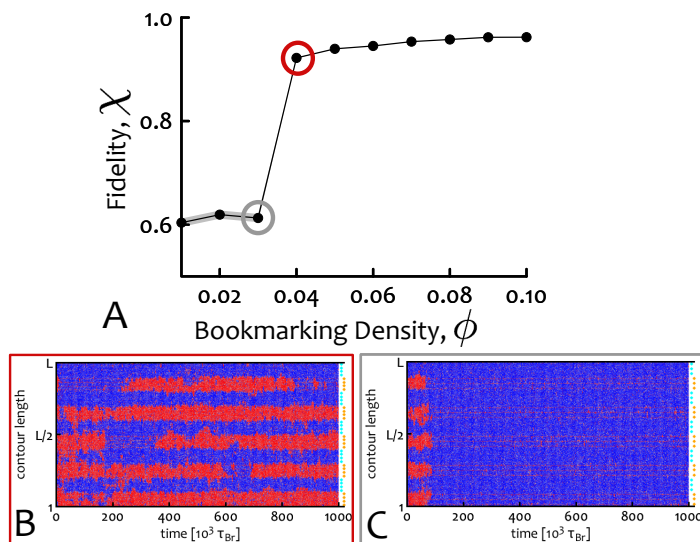 1.0
0.8
0.6
Fidelity, χ
0.02 0.04 0.06 0.08 0.10
A
Bookmarking Density, ϕ
L
L/2
1
contour length
0 200 400 600 800 1000
B
time [10³ τBr]
L
L/2
1
contour length
0 200 400 600 800 1000
C
time [10³ τBr]